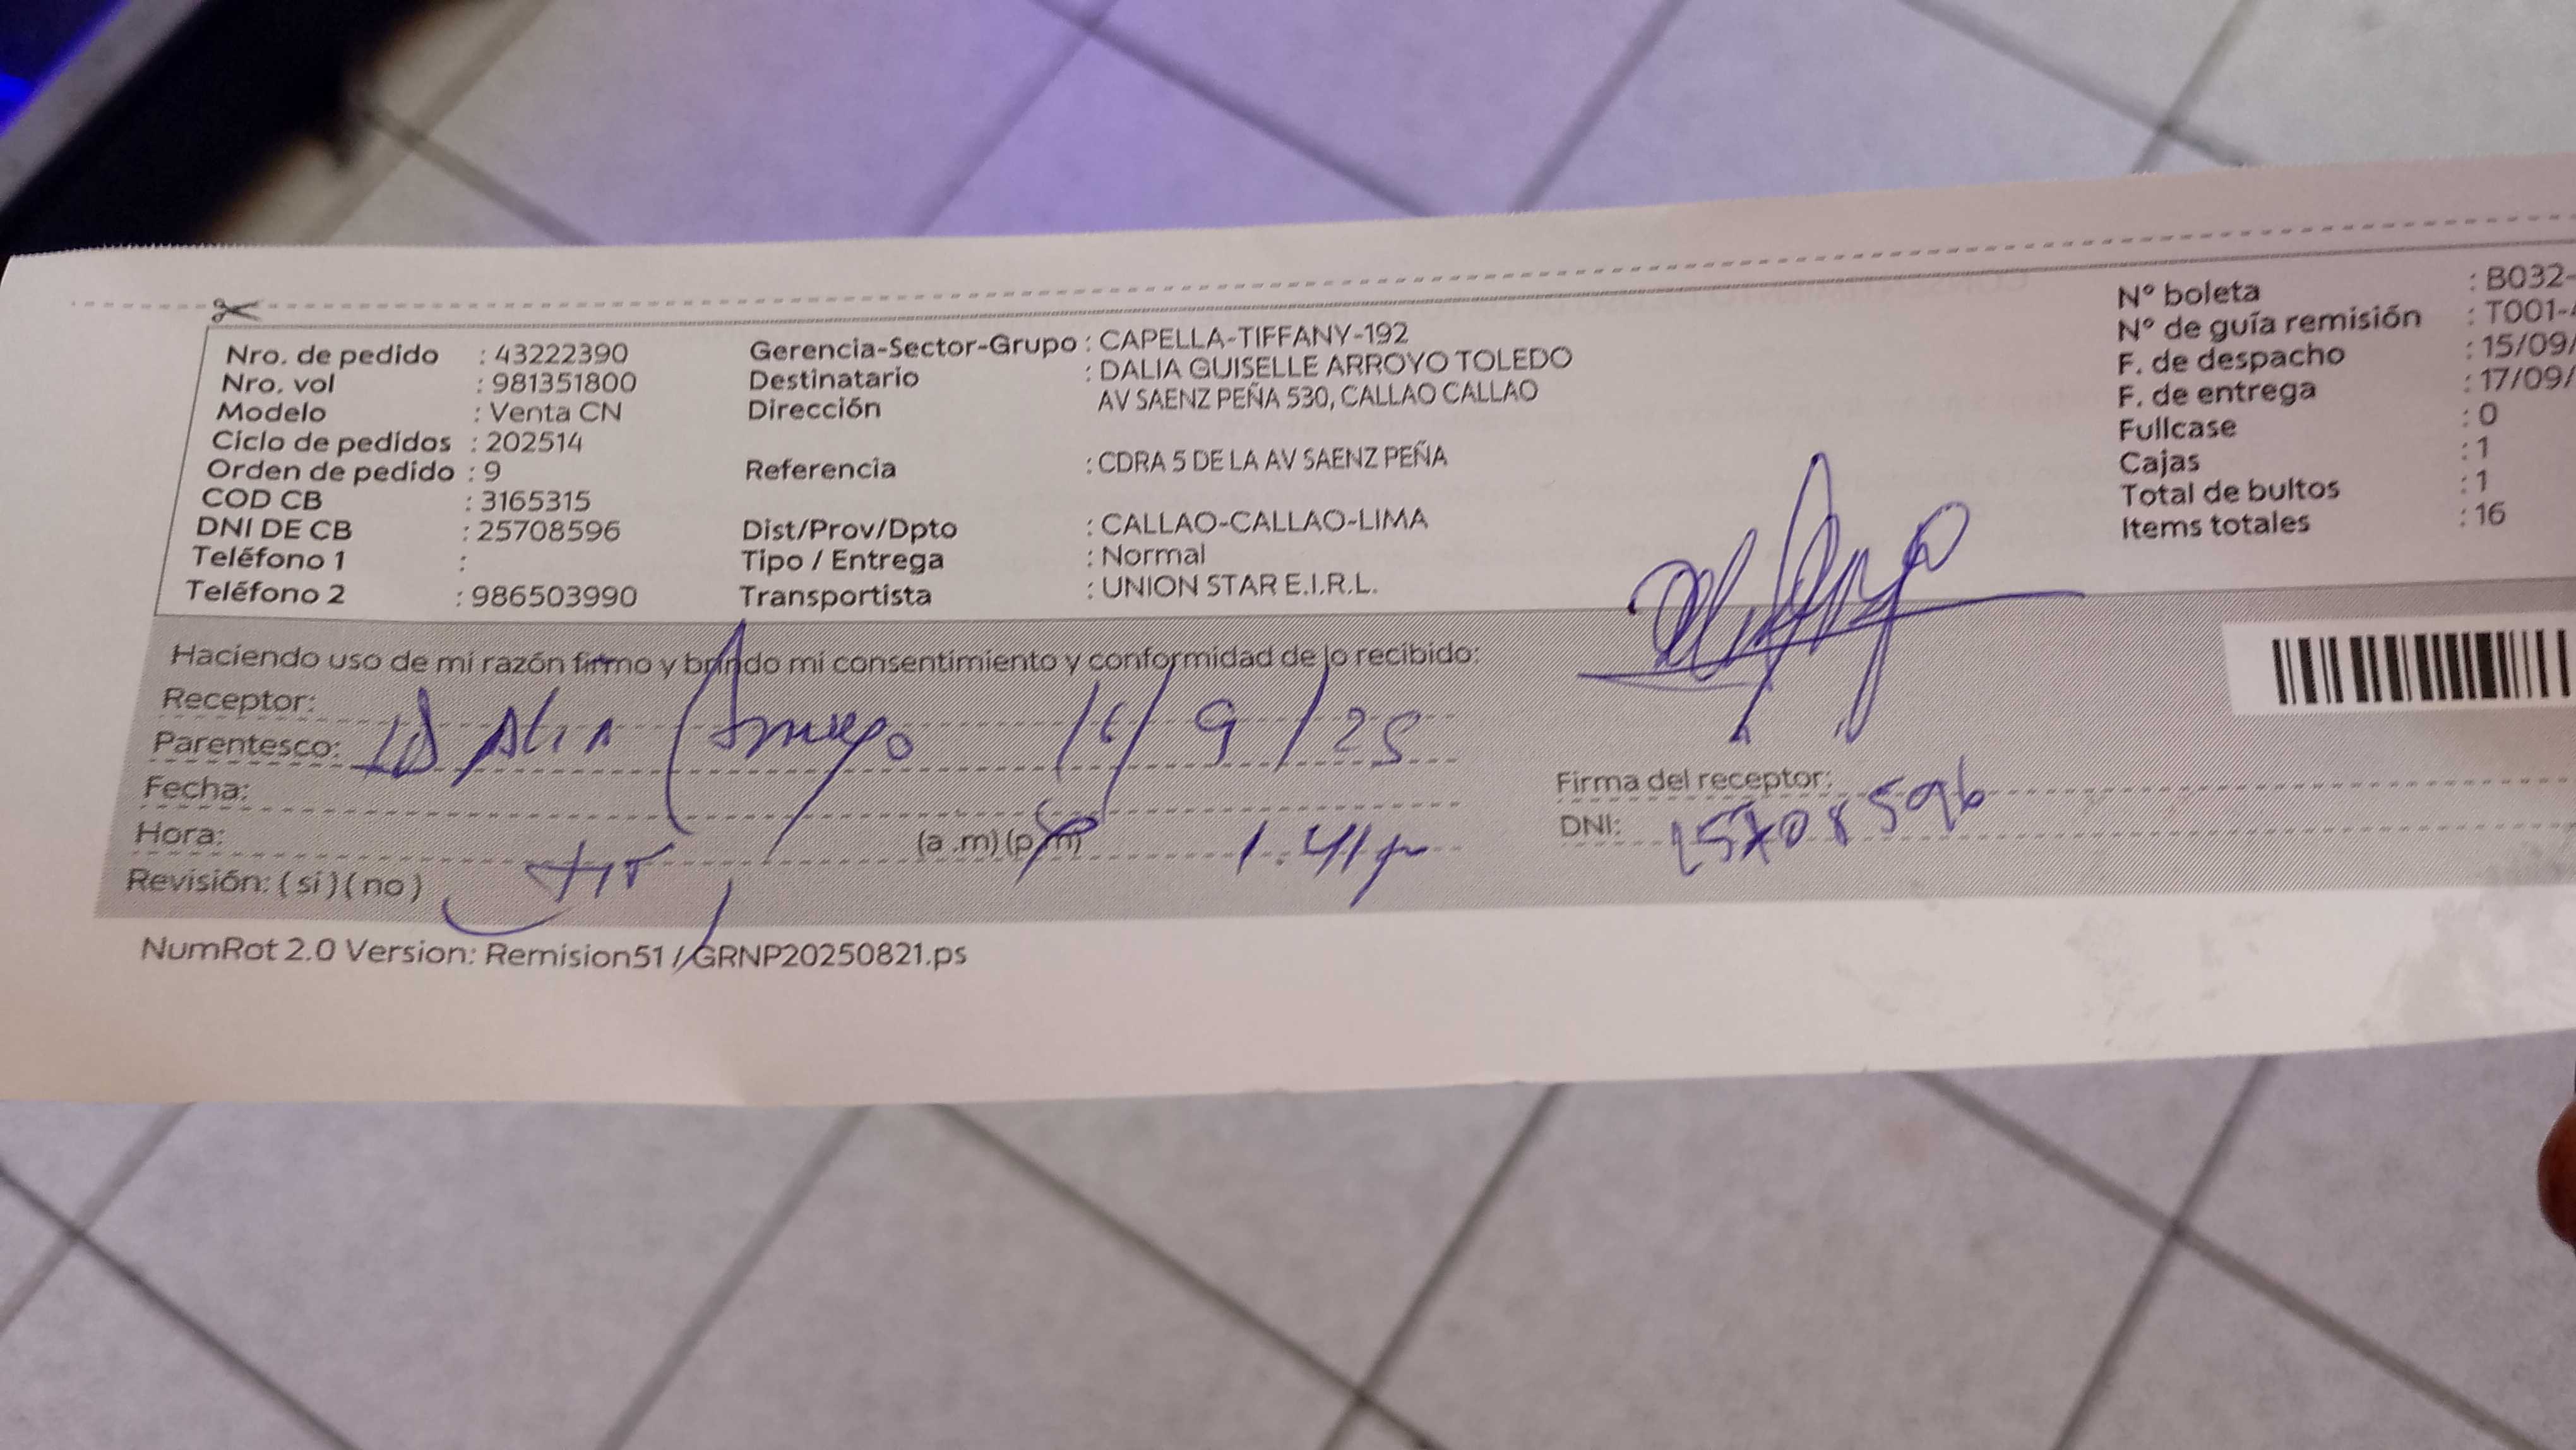 Nro. de pedido : 43222390
Nro. vol : 981351800
Modelo : Venta CN
Ciclo de pedidos : 202514
Orden de pedido : 9
COD CB : 3165315
DNI DE CB : 25708596
Teléfono 1 :
Teléfono 2 : 986503990
Gerencia-Sector-Grupo : CAPELLA-TIFFANY-192
Destinatario : DALIA GUISELLE ARROYO TOLEDO
Dirección AV SAENZ PEÑA 530, CALLAO CALLAO
Referencia : CDRA 5 DE LA AV SAENZ PEÑA
Dist/Prov/Dpto : CALLAO-CALLAO-LIMA
Tipo / Entrega : Normal
Transportista : UNION STAR E.I.R.L.
N° boleta : B032-
N° de guía remisión : T001-
F. de despacho : 15/09/
F. de entrega : 17/09/
Fullcase : 0
Cajas : 1
Total de bultos : 1
Items totales : 16
Haciendo uso de mi razón firmo y brindo mi consentimiento y conformidad de lo recibido:
Receptor:
Parentesco: Dalia Arroyo 16/9/25
Fecha:
Hora: (a .m) (p.m) 1.41 pm
Revisión: ( si ) ( no )
Firma del receptor:
DNI: 25708596
NumRot 2.0 Version: Remision51 / GRNP20250821.ps